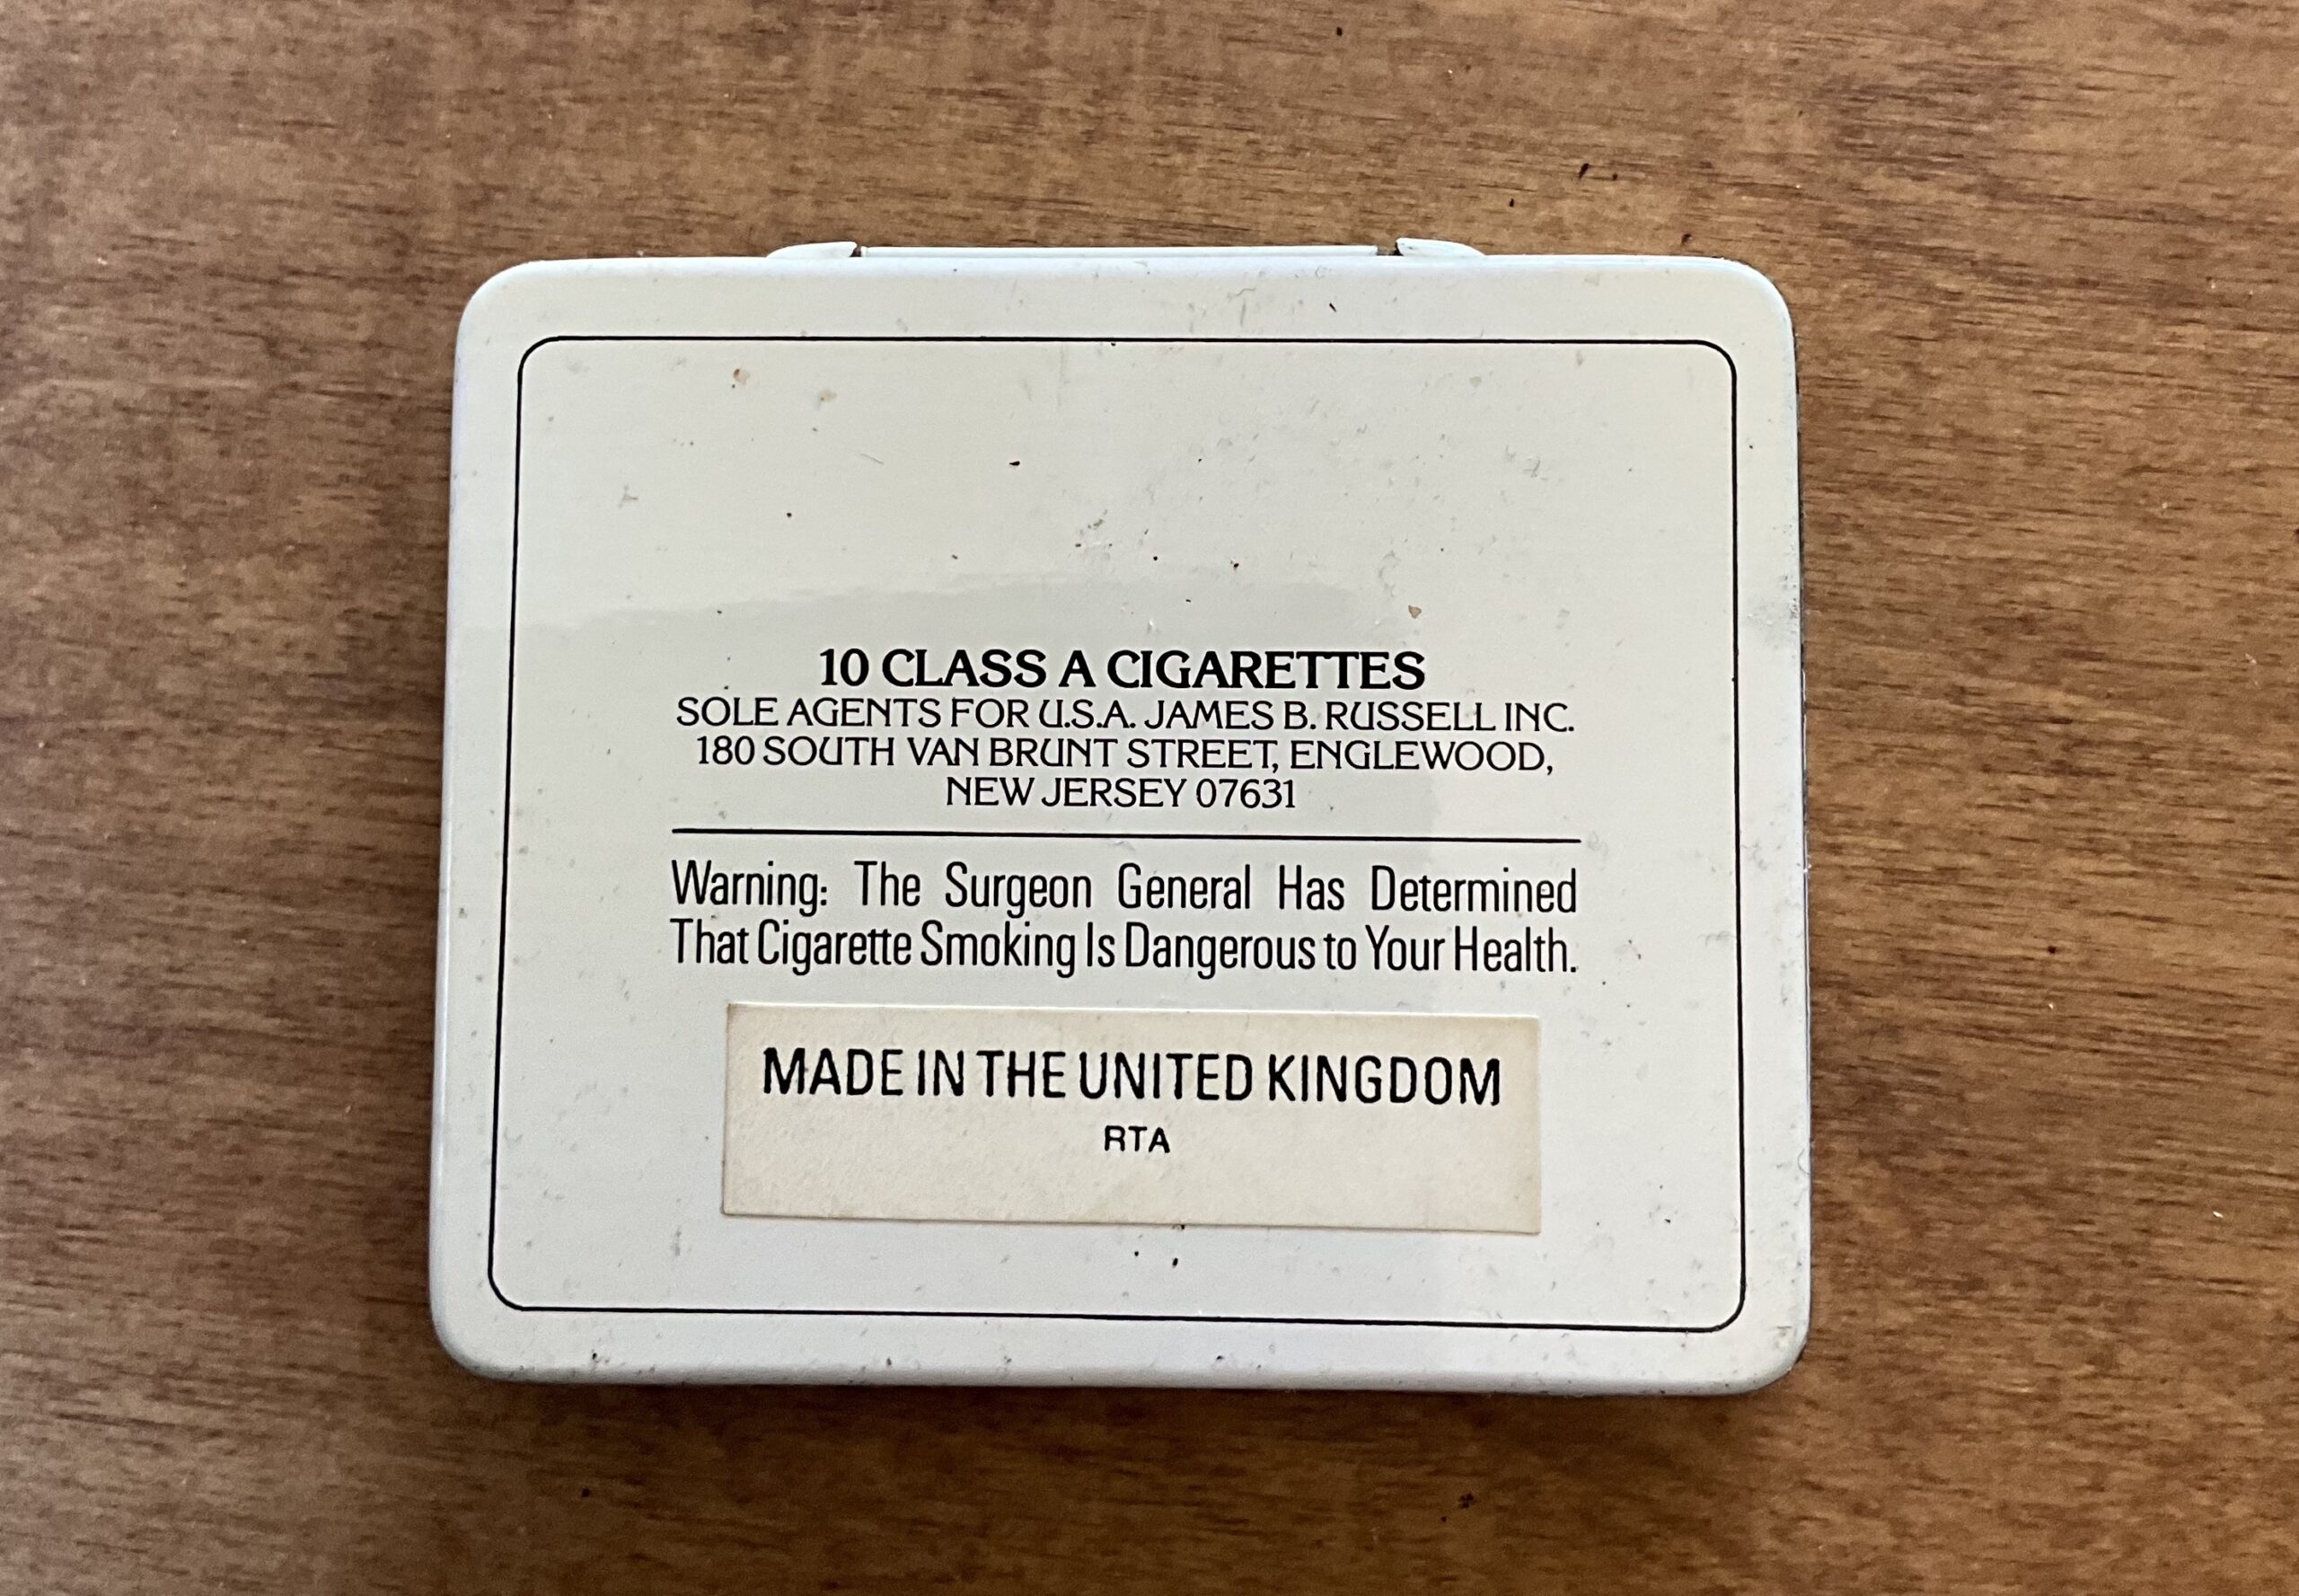 10 CLASS A CIGARETTES
SOLE AGENTS FOR U.S.A. JAMES B. RUSSELL INC.
180 SOUTH VAN BRUNT STREET, ENGLEWOOD,
NEW JERSEY 07631
Warning: The Surgeon General Has Determined
That Cigarette Smoking Is Dangerous to Your Health.
MADE IN THE UNITED KINGDOM
RTA